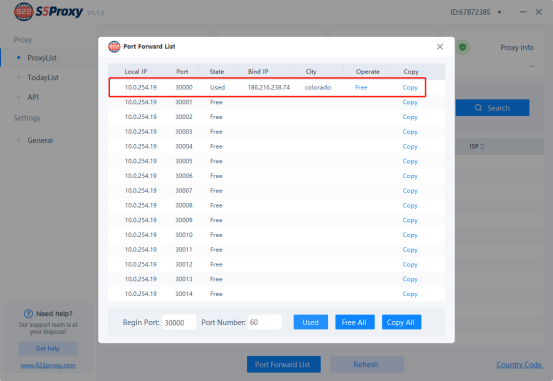 922 S5Proxy V1.1.6 ID:67872385
Proxy
ProxyList
TodayList
API
Settings
General
Need help?
Our support team is at
your disposal
Get help
www.922proxy.com
Proxy Info
...
Search
ISP
Port Forward List
Local IP Port State Bind IP City Operate Copy
10.0.254.19 30000 Used 186.216.238.74 colorado Free Copy
10.0.254.19 30001 Free Copy
10.0.254.19 30002 Free Copy
10.0.254.19 30003 Free Copy
10.0.254.19 30004 Free Copy
10.0.254.19 30005 Free Copy
10.0.254.19 30006 Free Copy
10.0.254.19 30007 Free Copy
10.0.254.19 30008 Free Copy
10.0.254.19 30009 Free Copy
10.0.254.19 30010 Free Copy
10.0.254.19 30011 Free Copy
10.0.254.19 30012 Free Copy
10.0.254.19 30013 Free Copy
10.0.254.19 30014 Free Copy
Begin Port: 30000 Port Number: 60 Used Free All Copy All
Port Forward List Refresh Country Code